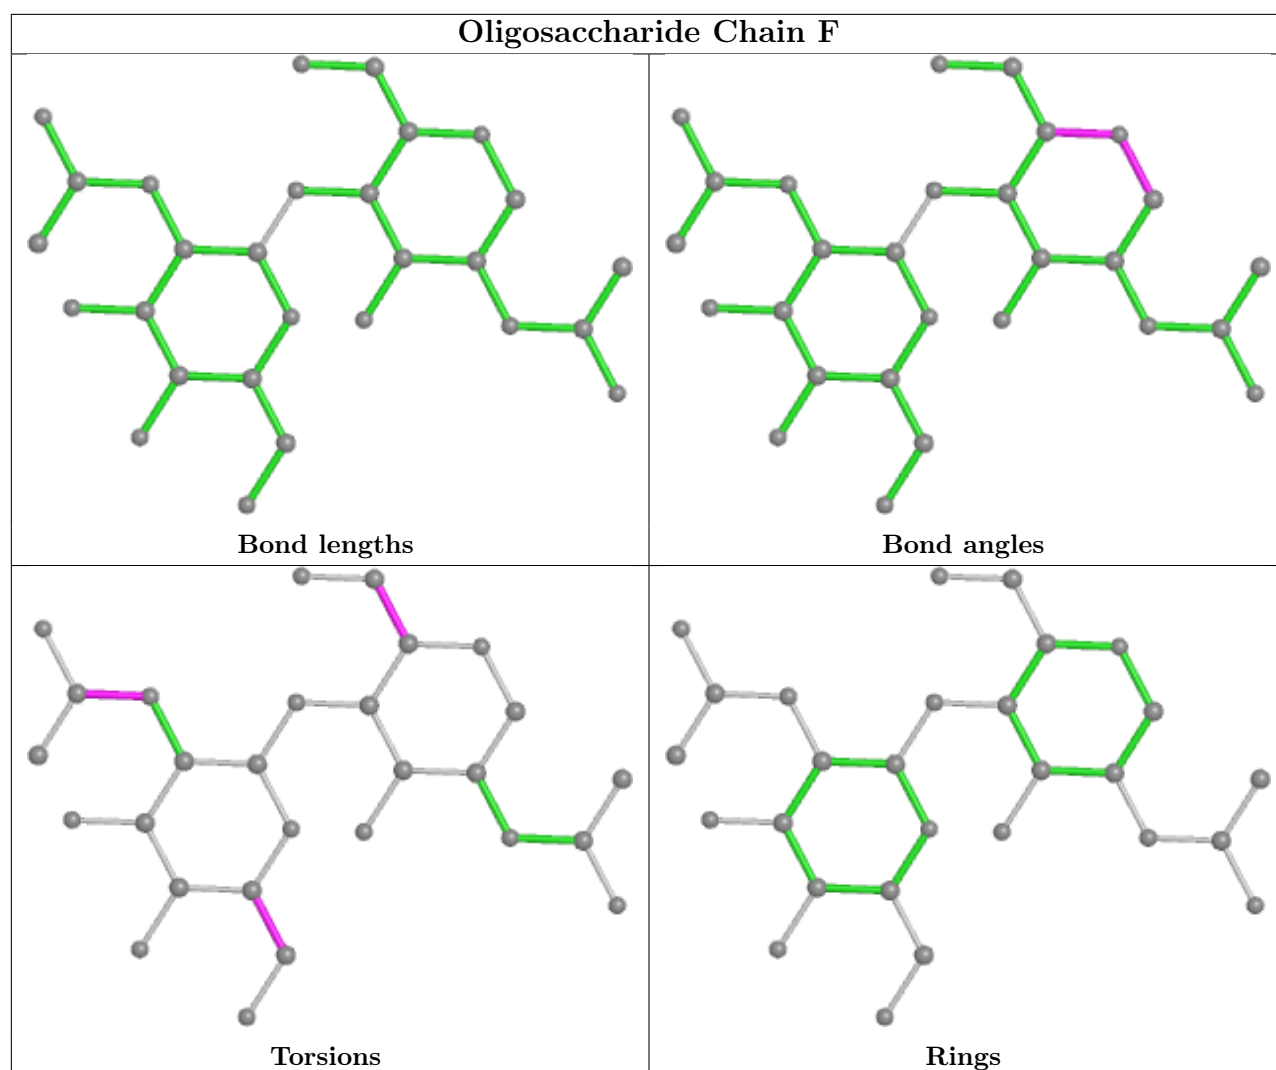 Oligosaccharide Chain F
Bond lengths
Bond angles
Torsions
Rings